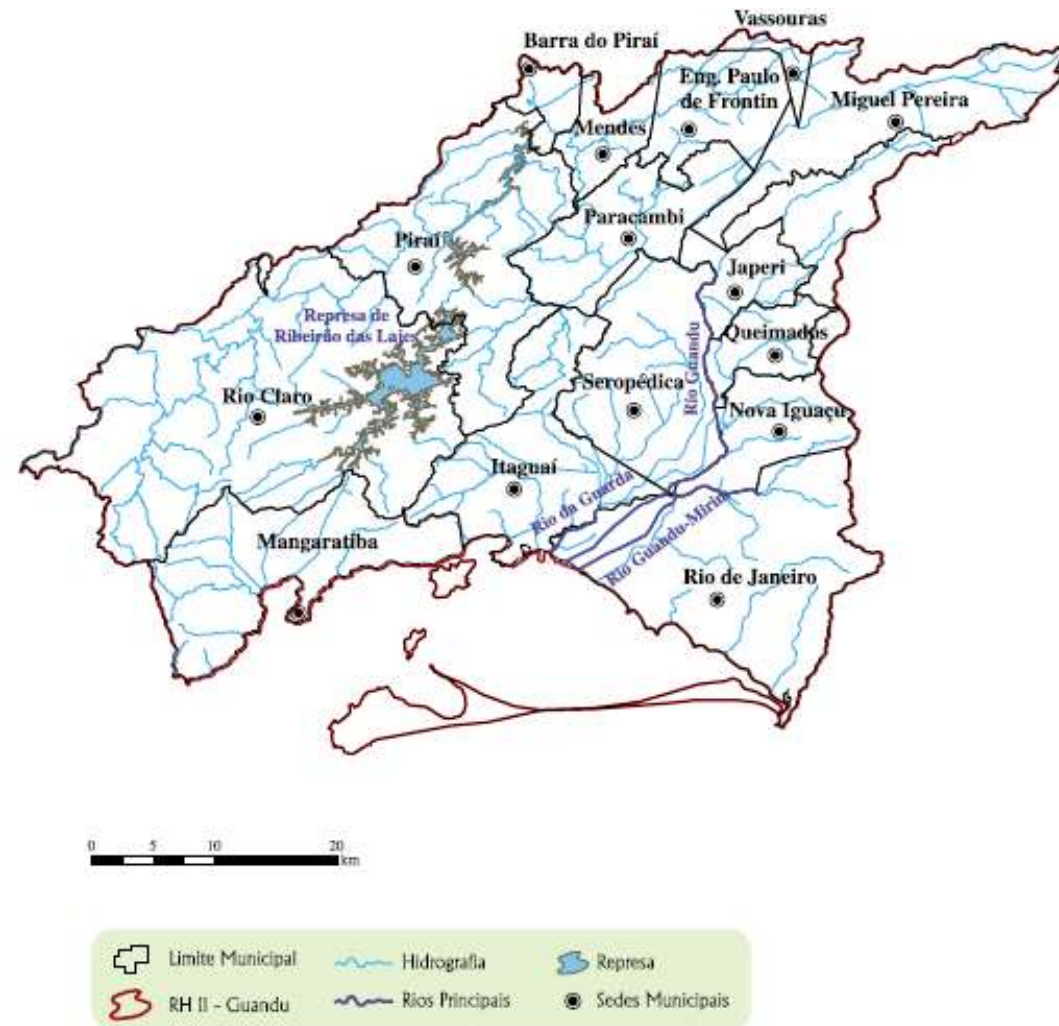 Vassouras
Barra do Piraí
Eng. Paulo
de Frontin
Miguel Pereira
Mendes
Paracambi
Piraí
Japeri
Represa de
Ribeirão das Lajes
Queimados
Rio Guandu
Seropédica
Rio Claro
Nova Iguaçu
Itaguaí
Rio da Guarda
Rio Guandu-Mirim
Mangaratiba
Rio de Janeiro
0 5 10 20
km
Limite Municipal
Hidrografia
Represa
RH II - Guandu
Rios Principais
Sedes Municipais